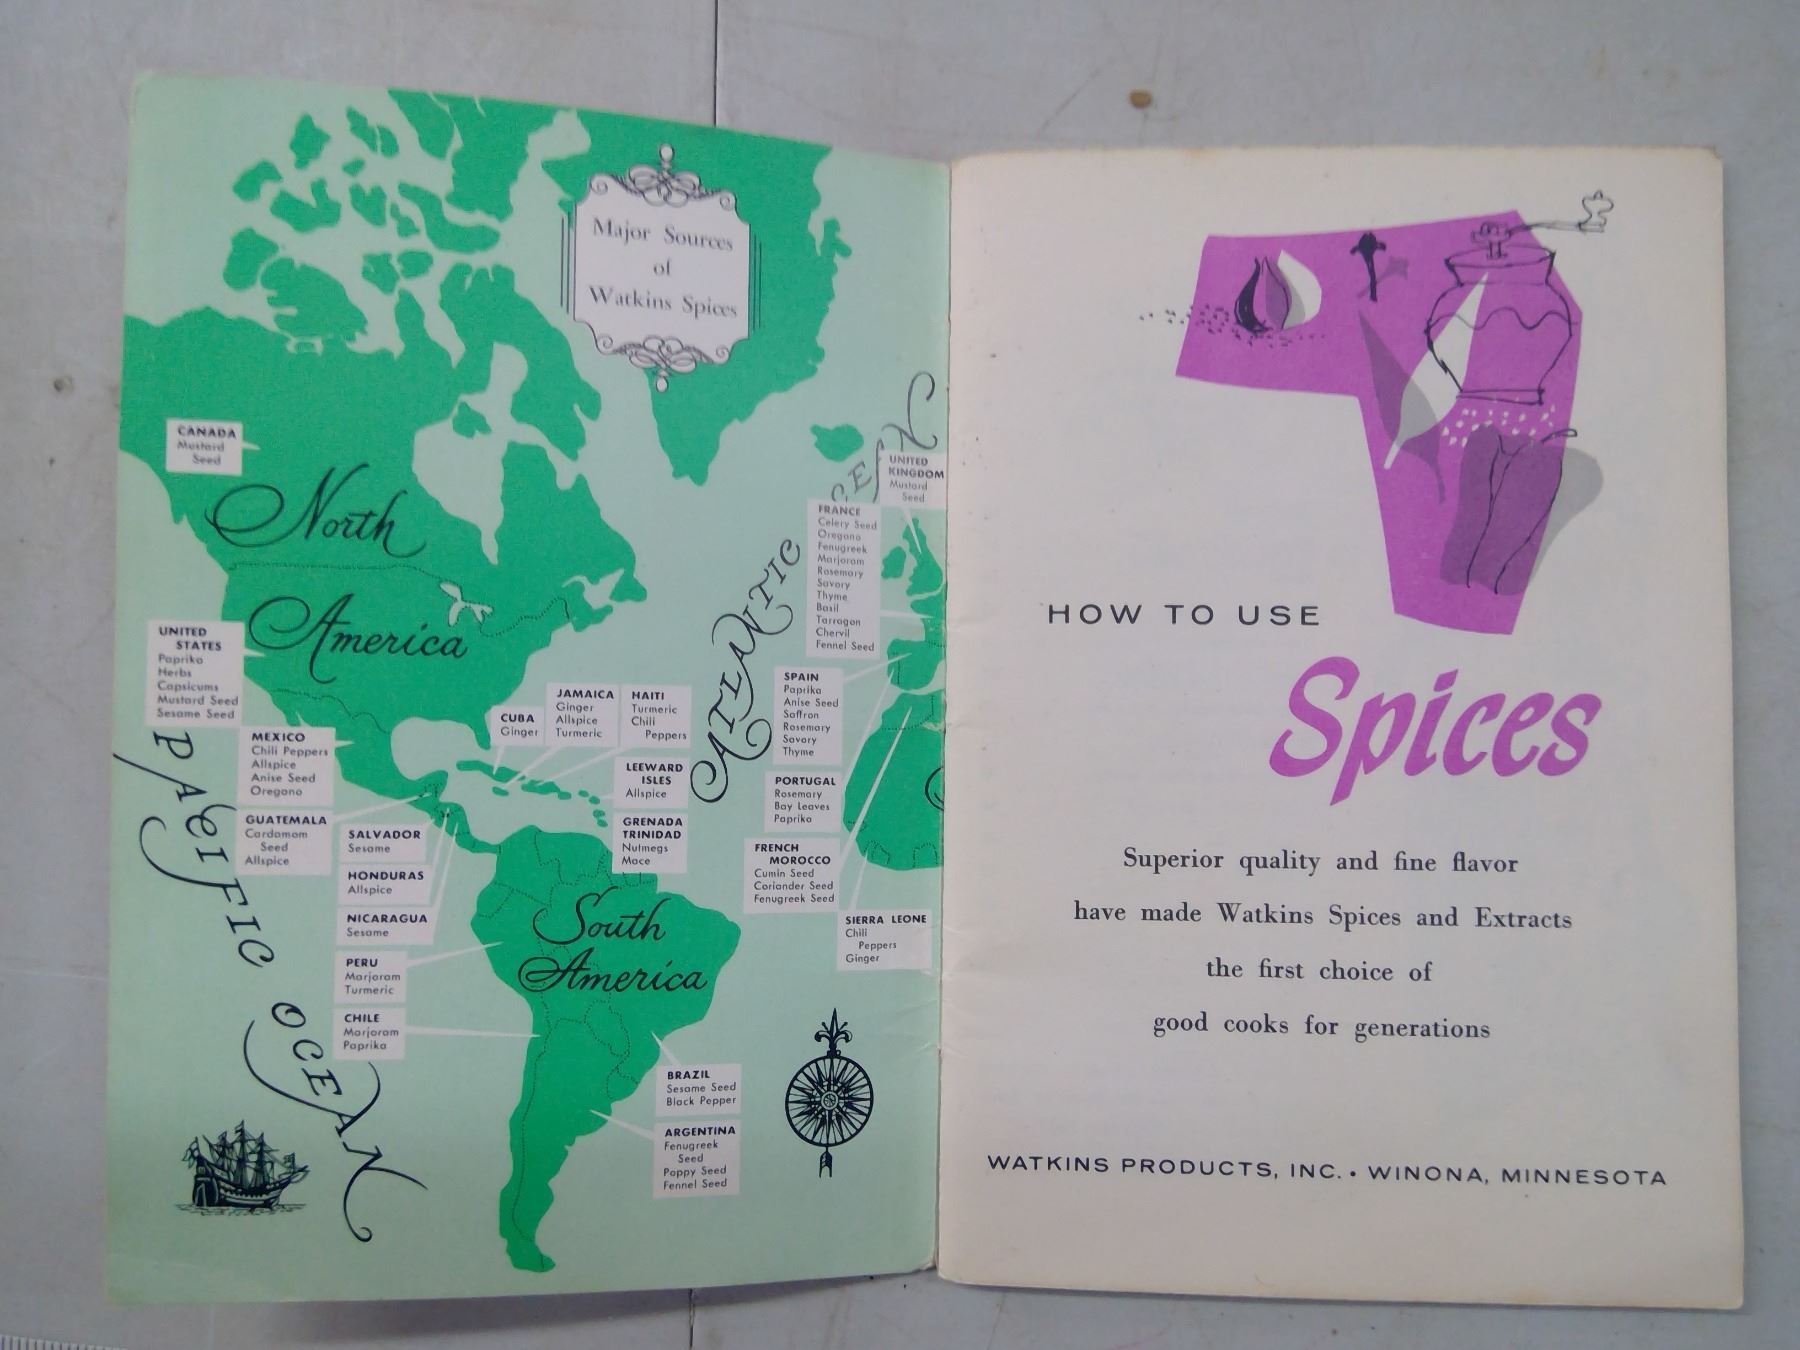 Major Sources
of
Watkins Spices
CANADA
Mustard
Seed
North
America
UNITED
STATES
Paprika
Herbs
Capsicums
Mustard Seed
Sesame Seed
MEXICO
Chili Peppers
Allspice
Anise Seed
Oregano
GUATEMALA
Cardamom
Seed
Allspice
SALVADOR
Sesame
HONDURAS
Allspice
NICARAGUA
Sesame
PERU
Marjoram
Turmeric
CHILE
Marjoram
Paprika
PACIFIC OCEAN
CUBA
Ginger
JAMAICA
Ginger
Allspice
Turmeric
HAITI
Turmeric
Chili
Peppers
LEEWARD
ISLES
Allspice
GRENADA
TRINIDAD
Nutmegs
Mace
South
America
BRAZIL
Sesame Seed
Black Pepper
ARGENTINA
Fenugreek
Seed
Poppy Seed
Fennel Seed
ATLANTIC OCEAN
UNITED
KINGDOM
Mustard
Seed
FRANCE
Celery Seed
Oregano
Fenugreek
Marjoram
Rosemary
Savory
Thyme
Basil
Tarragon
Chervil
Fennel Seed
SPAIN
Paprika
Anise Seed
Saffron
Rosemary
Savory
Thyme
PORTUGAL
Rosemary
Bay Leaves
Paprika
FRENCH
MOROCCO
Cumin Seed
Coriander Seed
Fenugreek Seed
SIERRA LEONE
Chili
Peppers
Ginger
HOW TO USE
Spices
Superior quality and fine flavor
have made Watkins Spices and Extracts
the first choice of
good cooks for generations
WATKINS PRODUCTS, INC. • WINONA, MINNESOTA